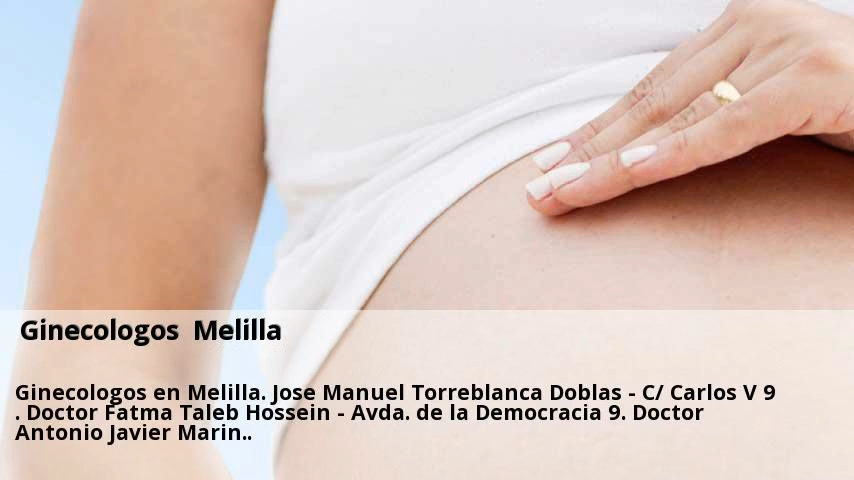 Ginecologos  Melilla
Ginecologos en Melilla. Jose Manuel Torreblanca Doblas - C/ Carlos V 9
. Doctor Fatma Taleb Hossein - Avda. de la Democracia 9. Doctor
Antonio Javier Marin..